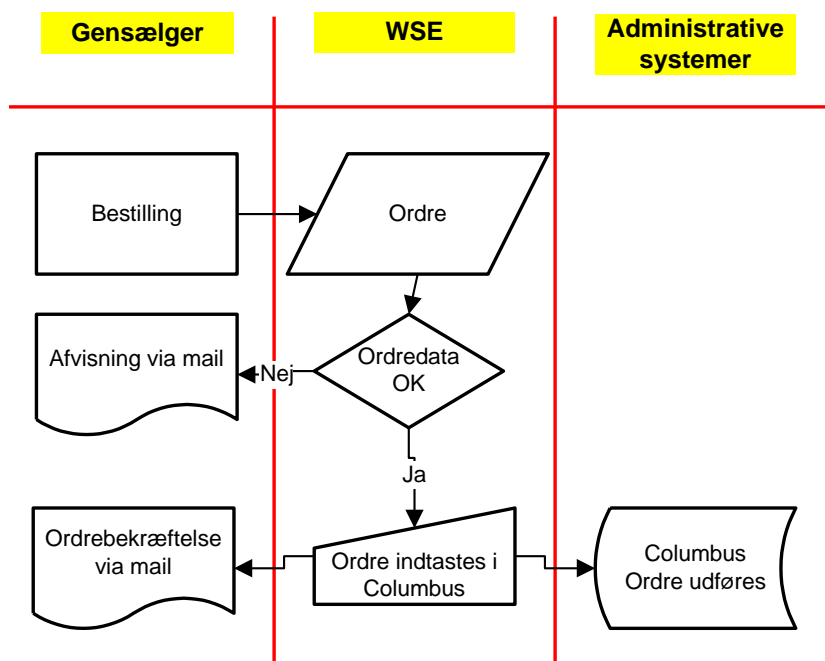 Gensælger
WSE
Administrative
systemer
Bestilling
Ordre
Afvisning via mail
Nej
Ordredata
OK
Ja
Ordrebekræftelse
via mail
Ordre indtastes i
Columbus
Columbus
Ordre udføres